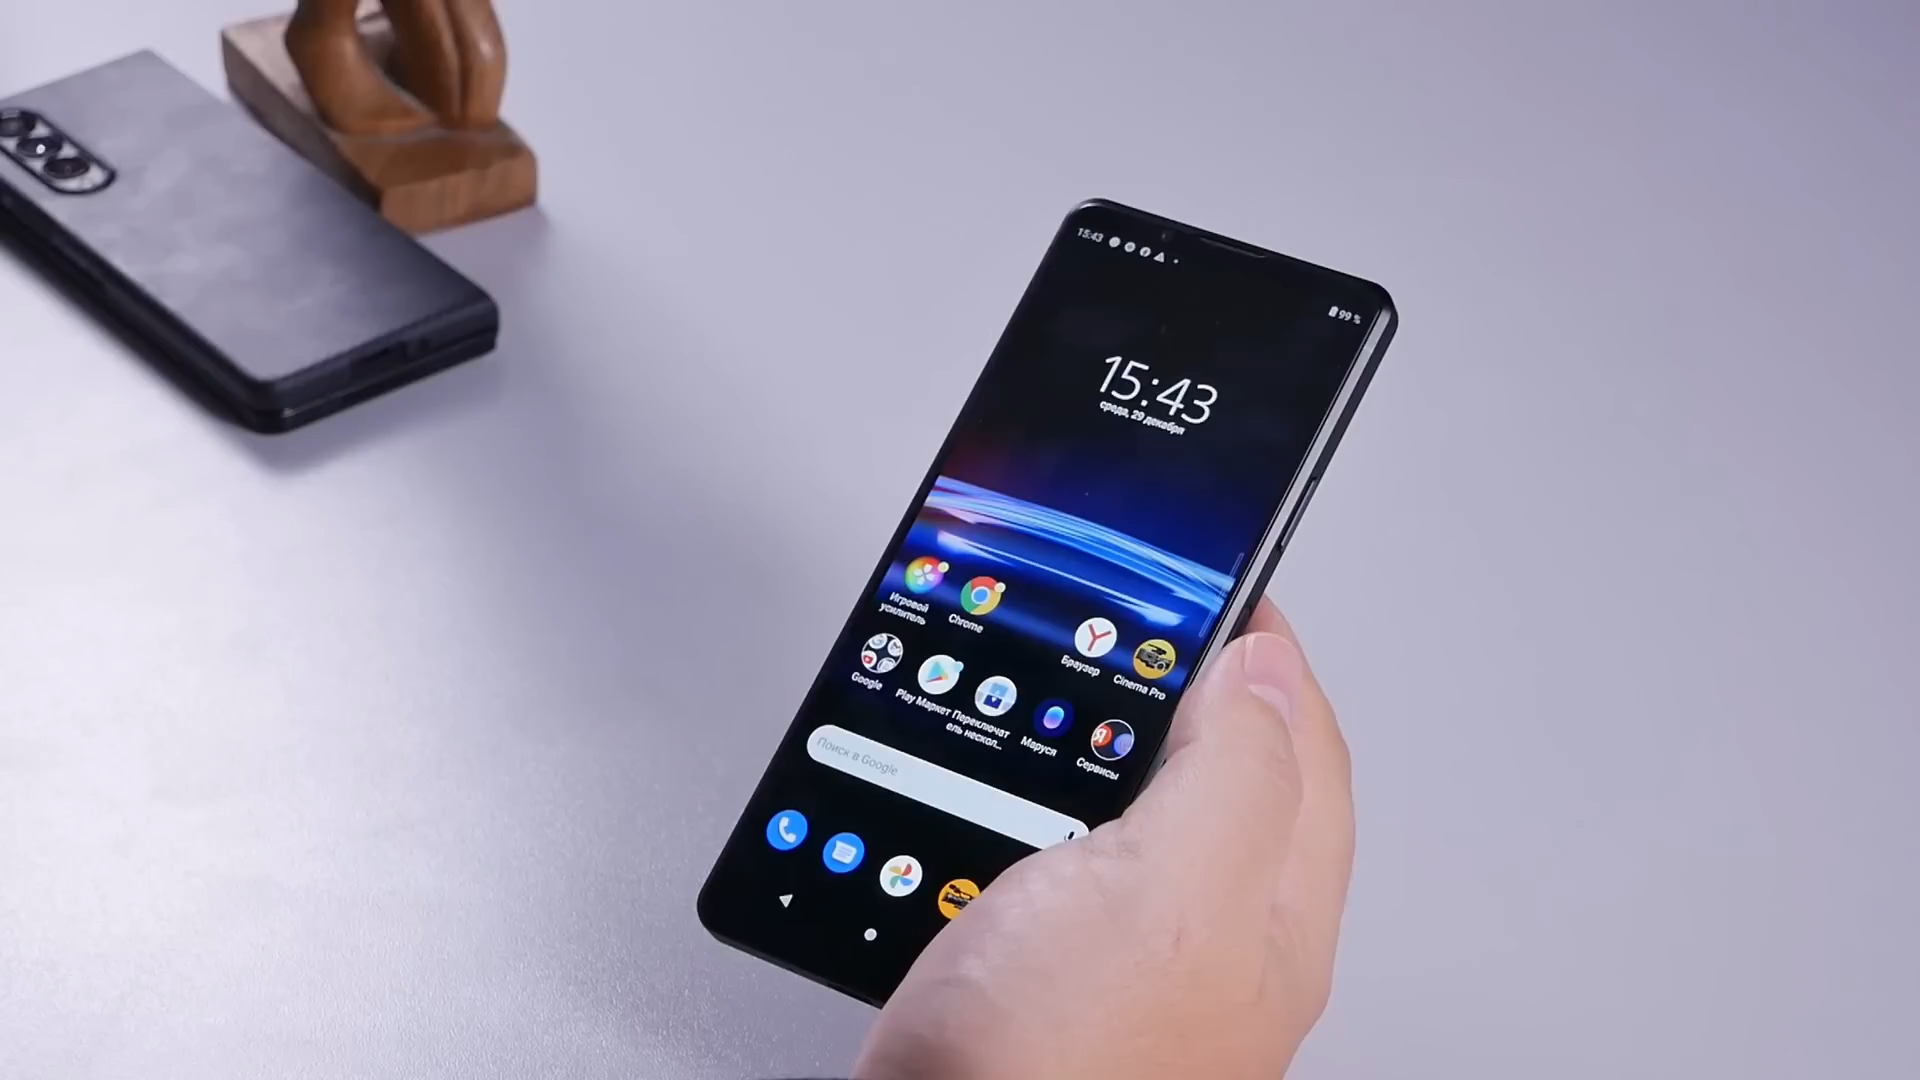 15:43
99 %
15:43
среда, 29 декабря
Игровой
усилитель
Chrome
Браузер
Cinema Pro
Google
Play Маркет
Переключат
ель нескол...
Маруся
Сервисы
Поиск в Google